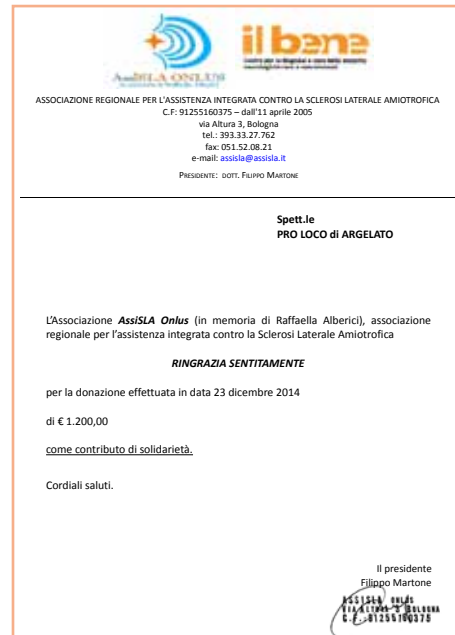 AssiSLA ONLUS
il bene
ASSOCIAZIONE REGIONALE PER L'ASSISTENZA INTEGRATA CONTRO LA SCLEROSI LATERALE AMIOTROFICA
C.F: 91255160375 – dall'11 aprile 2005
via Altura 3, Bologna
tel.: 393.33.27.762
fax: 051.52.08.21
e-mail: assisla@assisla.it
PRESIDENTE: DOTT. FILIPPO MARTONE
Spett.le
PRO LOCO di ARGELATO
L'Associazione AssiSLA Onlus (in memoria di Raffaella Alberici), associazione
regionale per l'assistenza integrata contro la Sclerosi Laterale Amiotrofica
RINGRAZIA SENTITAMENTE
per la donazione effettuata in data 23 dicembre 2014
di € 1.200,00
come contributo di solidarietà.
Cordiali saluti.
Il presidente
Filippo Martone
ASSISLA ONLUS
VIA ALTURA 3 BOLOGNA
C.F.:91255160375